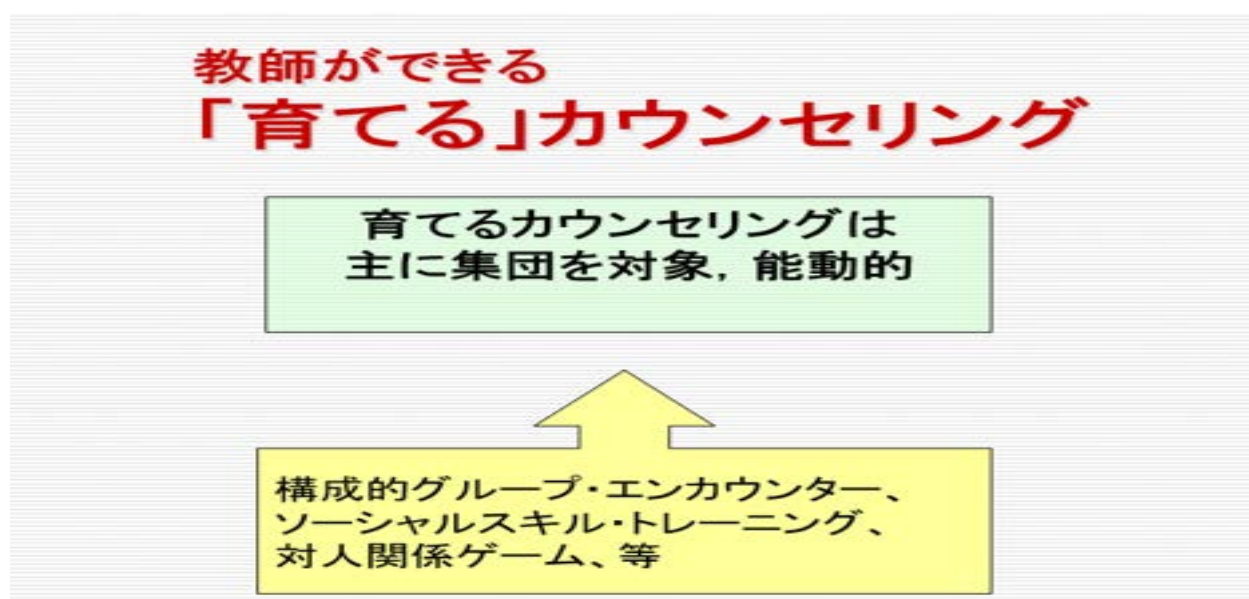 教師ができる
「育てる」カウンセリング
育てるカウンセリングは
主に集団を対象，能動的
構成的グループ・エンカウンター、
ソーシャルスキル・トレーニング、
対人関係ゲーム、等